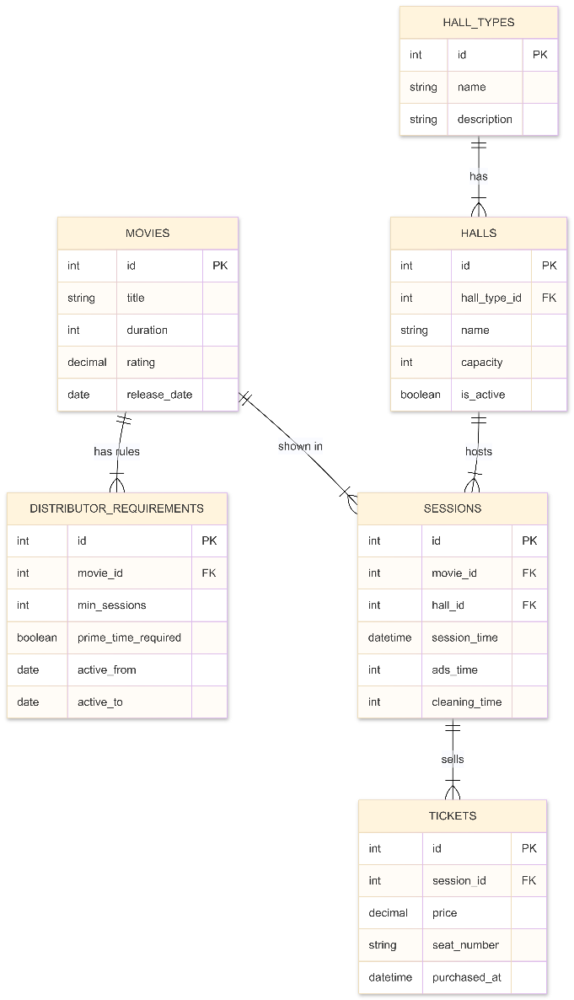 HALL_TYPES
int id PK
string name
string description
has
MOVIES
int id PK
string title
int duration
decimal rating
date release_date
HALLS
int id PK
int hall_type_id FK
string name
int capacity
boolean is_active
has rules
shown in
hosts
DISTRIBUTOR_REQUIREMENTS
int id PK
int movie_id FK
int min_sessions
boolean prime_time_required
date active_from
date active_to
SESSIONS
int id PK
int movie_id FK
int hall_id FK
datetime session_time
int ads_time
int cleaning_time
sells
TICKETS
int id PK
int session_id FK
decimal price
string seat_number
datetime purchased_at